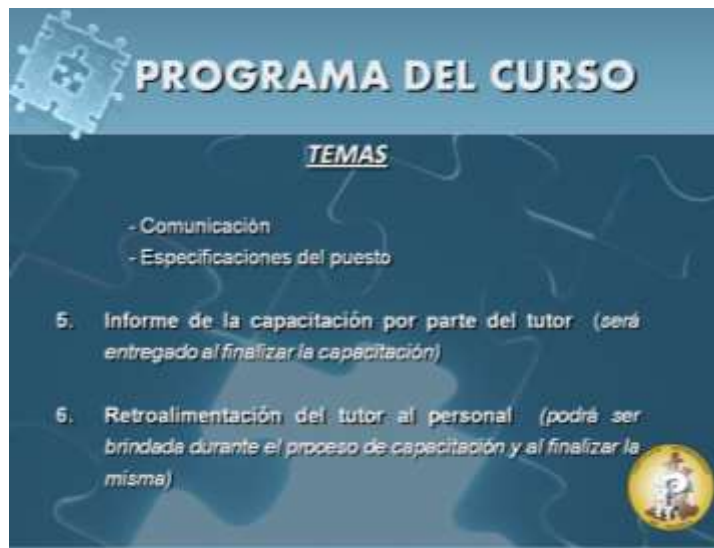 PROGRAMA DEL CURSO
TEMAS
- Comunicación
- Especificaciones del puesto
5. Informe de la capacitación por parte del tutor (será
entregado al finalizar la capacitación)
6. Retroalimentación del tutor al personal (podrá ser
brindada durante el proceso de capacitación y al finalizar la
misma)